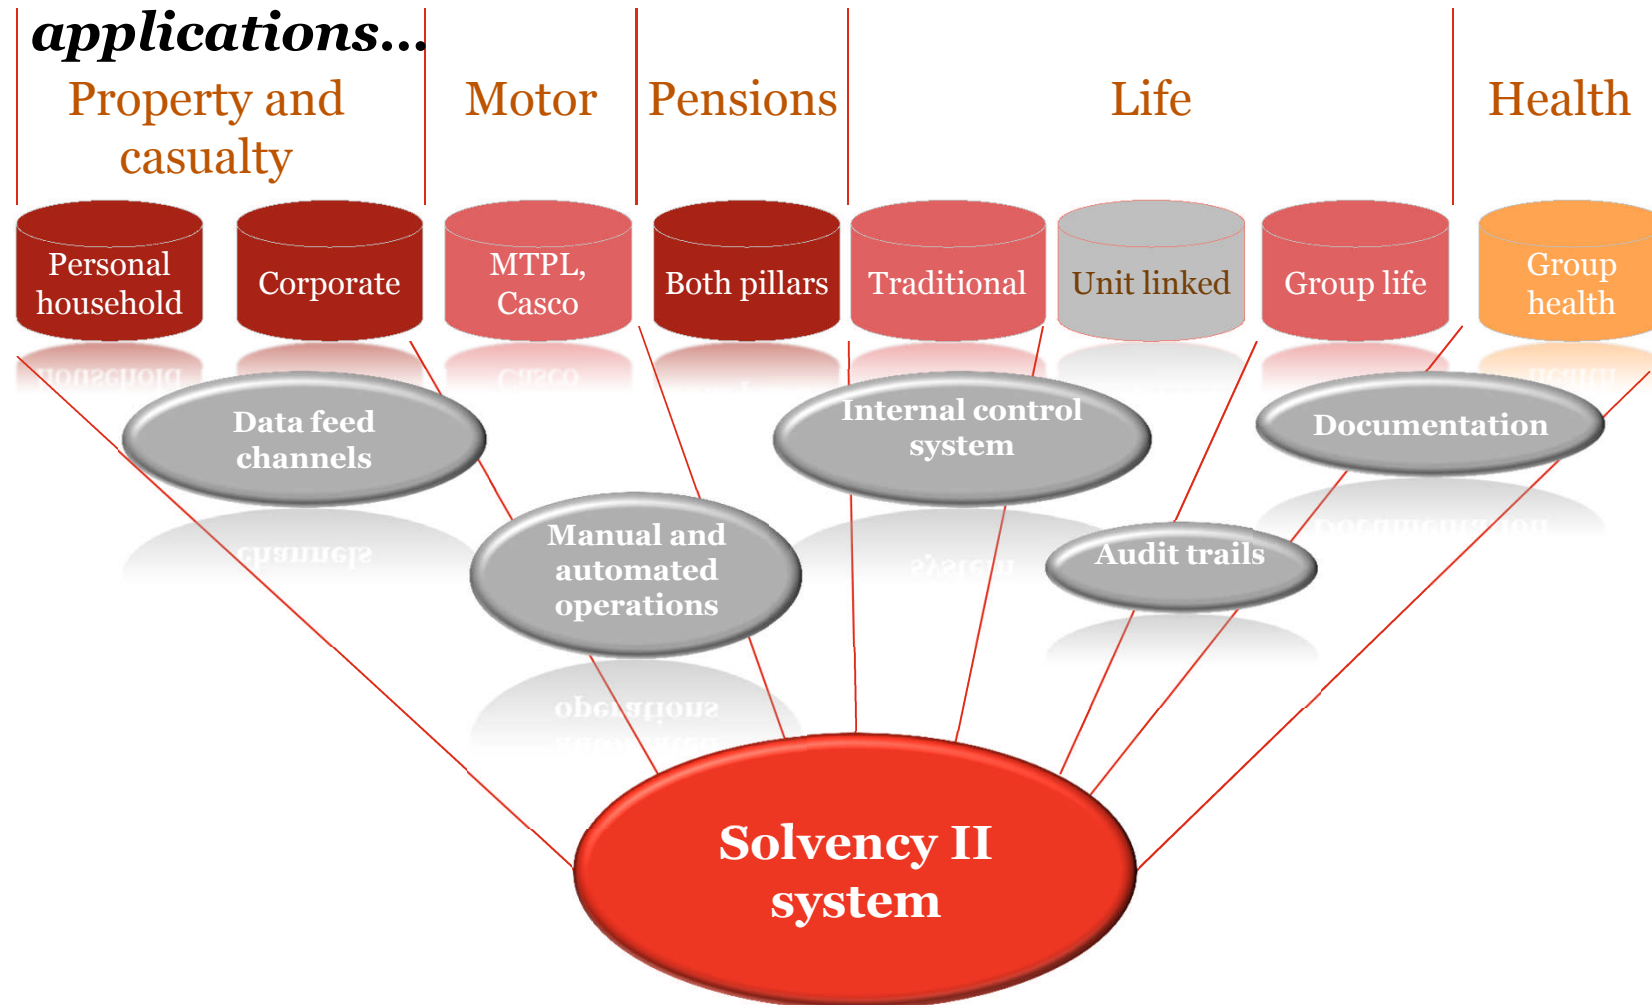 applications...
Property and
casualty
Motor
Pensions
Life
Health
Personal
household
Corporate
MTPL,
Casco
Both pillars
Traditional
Unit linked
Group life
Group
health
Data feed
channels
Internal control
system
Documentation
Manual and
automated
operations
Audit trails
Solvency II
system